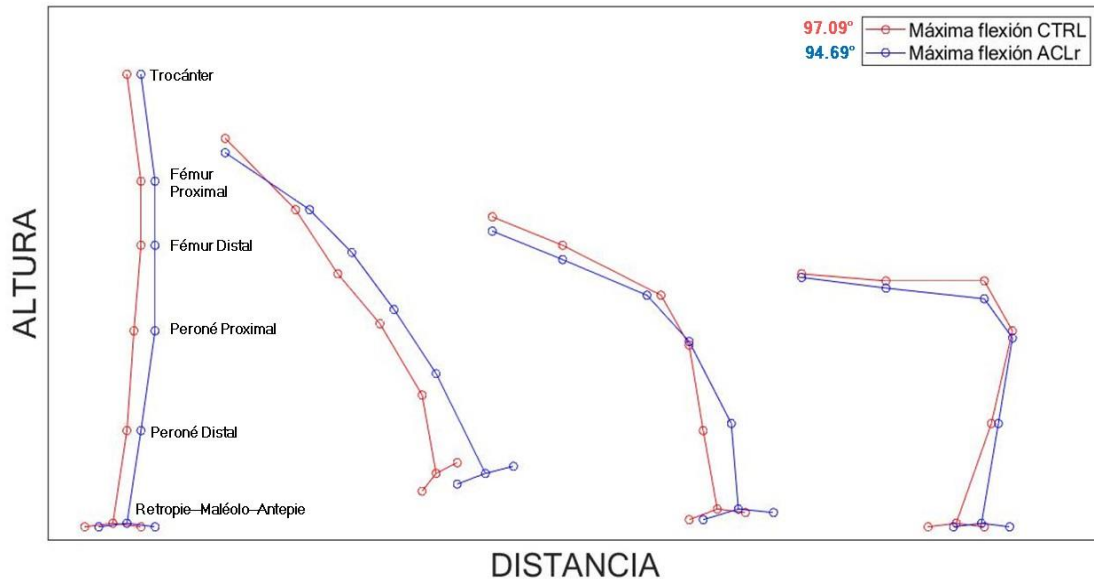 97.09°
Máxima flexión CTRL
94.69°
Máxima flexión ACLr
Trocánter
Fémur
Proximal
Fémur Distal
Peroné Proximal
Peroné Distal
Retropie–Maléolo–Antepie
ALTURA
DISTANCIA